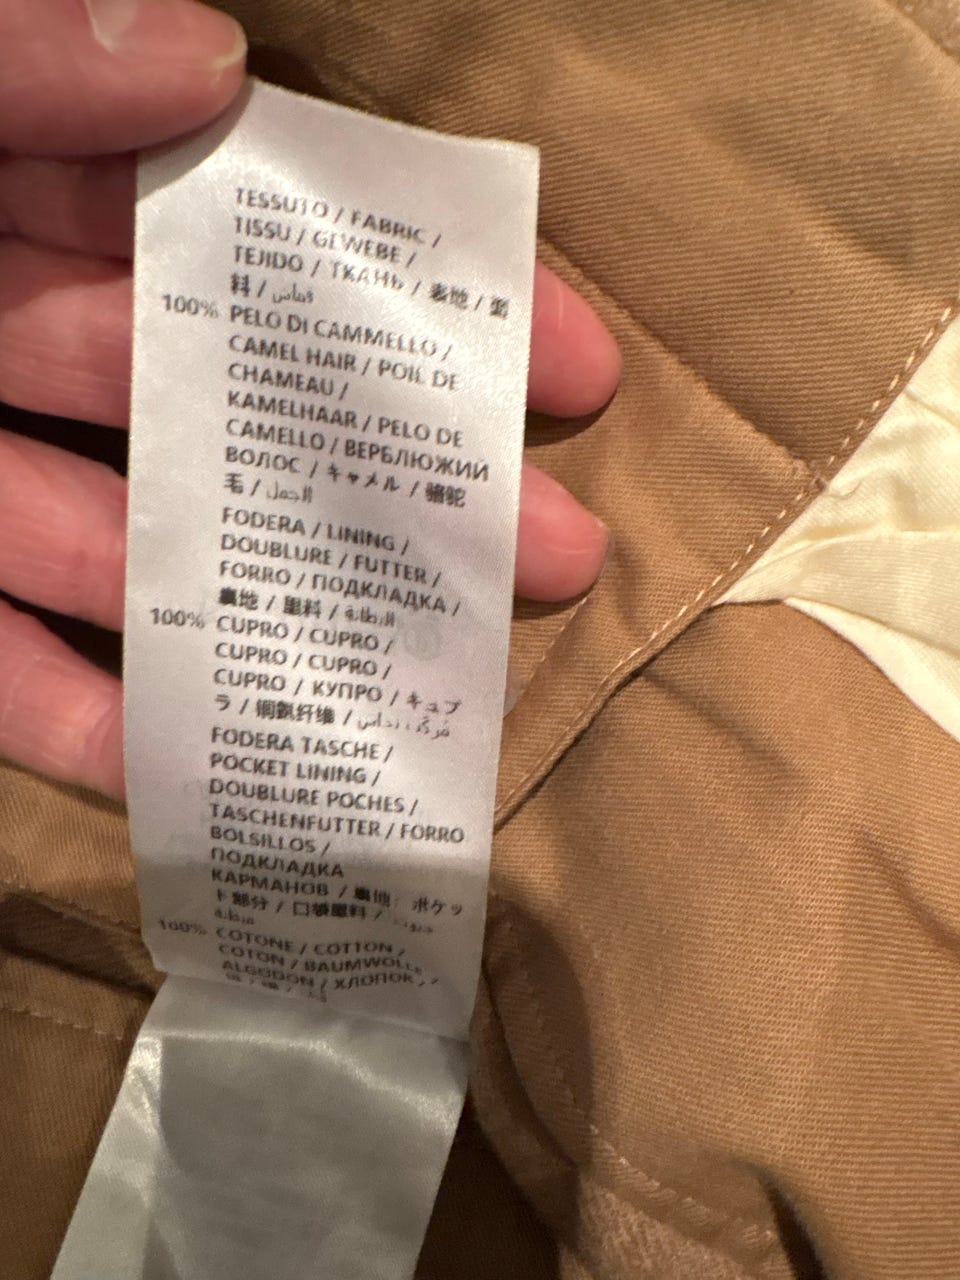 TESSUTO / FABRIC /
TISSU / GEWEBE /
TEJIDO / ТКАНЬ / 表地 / 面
料 / قماش
100% PELO DI CAMMELLO /
CAMEL HAIR / POIL DE
CHAMEAU /
KAMELHAAR / PELO DE
CAMELLO / ВЕРБЛЮЖИЙ
ВОЛОС / キャメル / 骆驼
毛 / الجمل
FODERA / LINING /
DOUBLURE / FUTTER /
FORRO / ПОДКЛАДКА /
裏地 / 里料 / البطانة
100% CUPRO / CUPRO /
CUPRO / CUPRO /
CUPRO / КУПРО / キュプ
ラ / 铜氨纤维 /
FODERA TASCHE /
POCKET LINING /
DOUBLURE POCHES /
TASCHENFUTTER / FORRO
BOLSILLOS /
ПОДКЛАДКА
КАРМАНОВ / 裏地: ポケッ
ト部分 / 口袋里料 /
100% COTONE / COTTON /
COTON / BAUMWOLLE
ALGODON / ХЛОПОК /